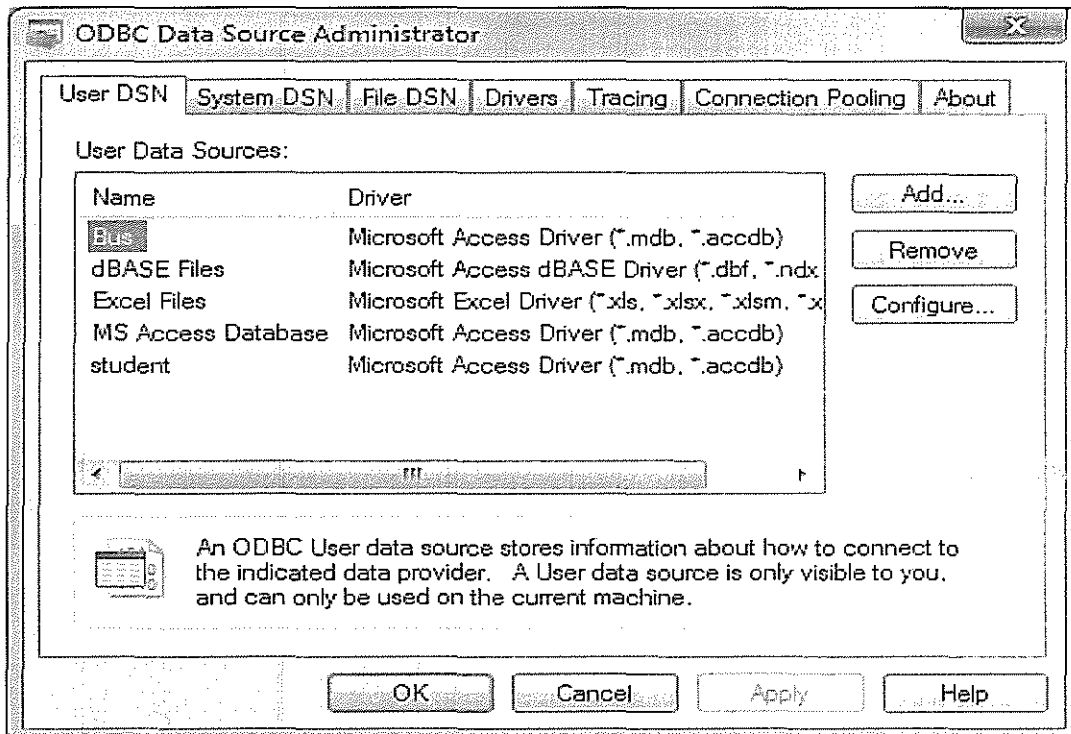 ODBC Data Source Administrator
User DSN System DSN File DSN Drivers Tracing Connection Pooling About
User Data Sources:
Name Driver
Bus Microsoft Access Driver (*.mdb, *.accdb)
dBASE Files Microsoft Access dBASE Driver (*.dbf, *.ndx
Excel Files Microsoft Excel Driver (*.xls, *.xlsx, *.xlsm, *.x
MS Access Database Microsoft Access Driver (*.mdb, *.accdb)
student Microsoft Access Driver (*.mdb, *.accdb)
Add...
Remove
Configure...
An ODBC User data source stores information about how to connect to
the indicated data provider. A User data source is only visible to you,
and can only be used on the current machine.
OK Cancel Apply Help